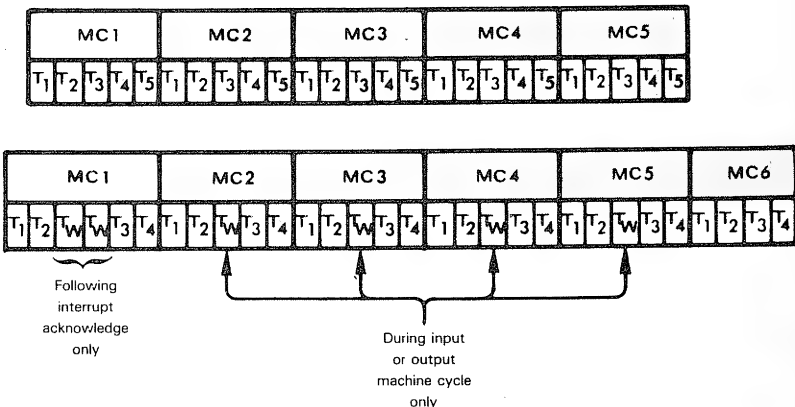 MC1 MC2 MC3 MC4 MC5
T1 T2 T3 T4 T5 T1 T2 T3 T4 T5 T1 T2 T3 T4 T5 T1 T2 T3 T4 T5 T1 T2 T3 T4 T5
MC1 MC2 MC3 MC4 MC5 MC6
T1 T2 TW TW T3 T4 T1 T2 TW T3 T4 T1 T2 TW T3 T4 T1 T2 TW T3 T4 T1 T2 TW T3 T4 T1 T2 T3 T4
Following
interrupt
acknowledge
only
During input
or output
machine cycle
only